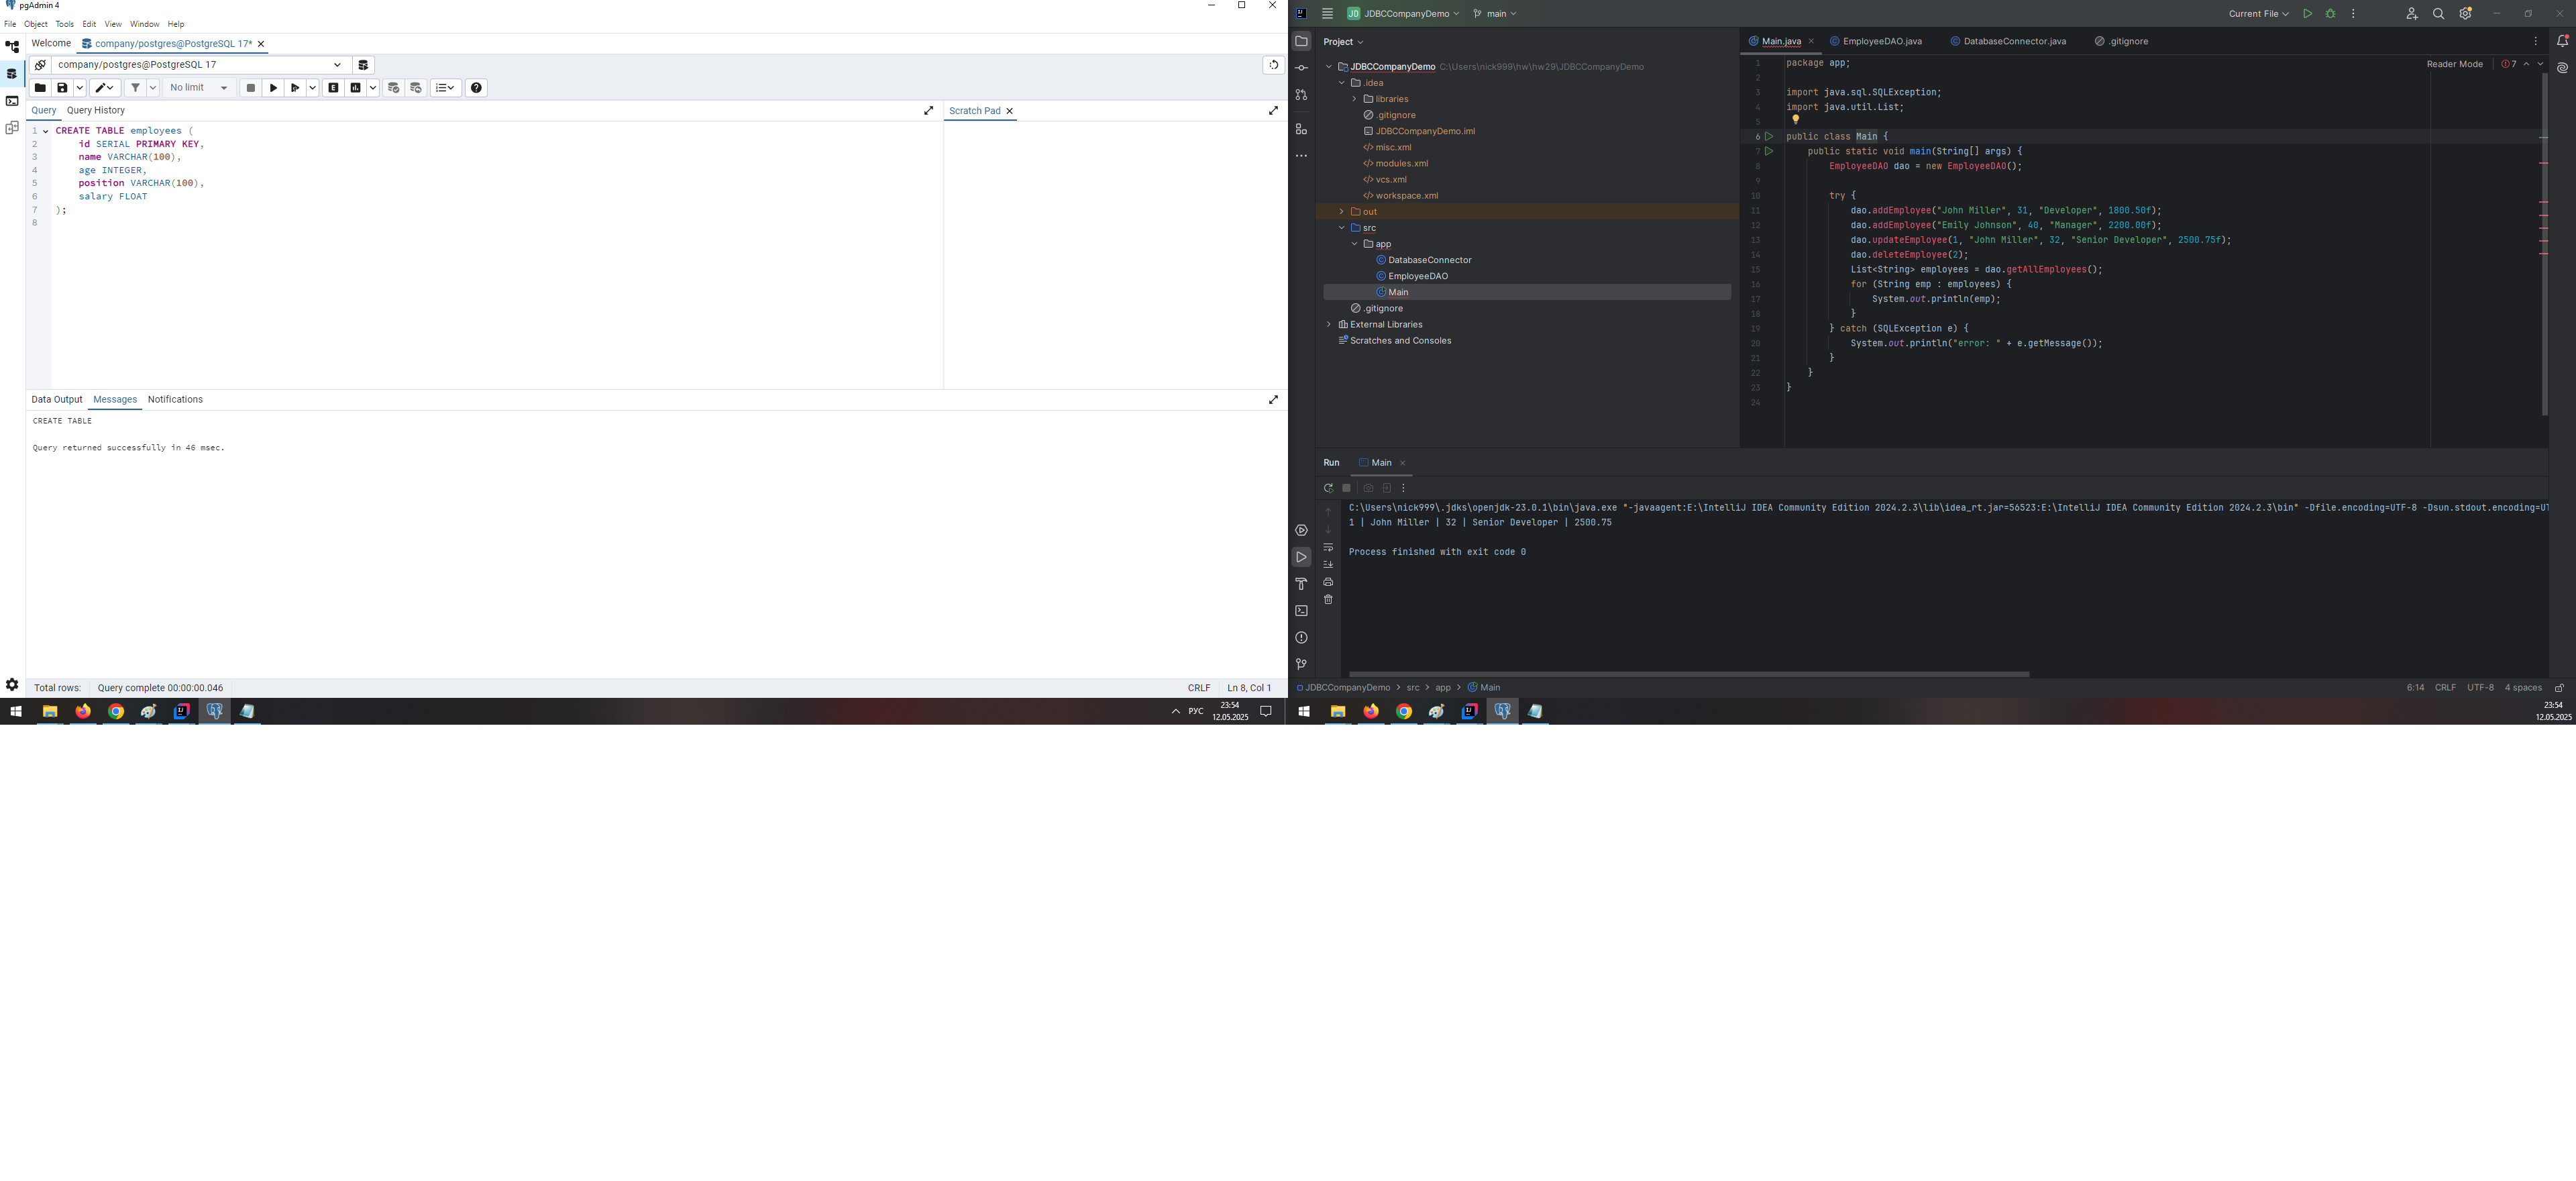 pgAdmin 4
File Object Tools Edit View Window Help
Welcome company/postgres@PostgreSQL 17*
company/postgres@PostgreSQL 17
No limit
Query Query History
Scratch Pad
1 CREATE TABLE employees (
2 id SERIAL PRIMARY KEY,
3 name VARCHAR(100),
4 age INTEGER,
5 position VARCHAR(100),
6 salary FLOAT
7 );
8
Data Output Messages Notifications
CREATE TABLE
Query returned successfully in 46 msec.
Total rows: Query complete 00:00:00.046 CRLF Ln 8, Col 1
РУС 23:54
12.05.2025
JD JDBCCompanyDemo main Current File
Project
JDBCCompanyDemo C:\Users\nick999\hw\hw29\JDBCCompanyDemo
.idea
libraries
.gitignore
JDBCCompanyDemo.iml
misc.xml
modules.xml
vcs.xml
workspace.xml
out
src
app
DatabaseConnector
EmployeeDAO
Main
.gitignore
External Libraries
Scratches and Consoles
Main.java EmployeeDAO.java DatabaseConnector.java .gitignore
Reader Mode 7
1 package app;
2
3 import java.sql.SQLException;
4 import java.util.List;
5
6 public class Main {
7 public static void main(String[] args) {
8 EmployeeDAO dao = new EmployeeDAO();
9
10 try {
11 dao.addEmployee("John Miller", 31, "Developer", 1800.50f);
12 dao.addEmployee("Emily Johnson", 40, "Manager", 2200.00f);
13 dao.updateEmployee(1, "John Miller", 32, "Senior Developer", 2500.75f);
14 dao.deleteEmployee(2);
15 List<String> employees = dao.getAllEmployees();
16 for (String emp : employees) {
17 System.out.println(emp);
18 }
19 } catch (SQLException e) {
20 System.out.println("error: " + e.getMessage());
21 }
22 }
23 }
24
Run Main
C:\Users\nick999\.jdks\openjdk-23.0.1\bin\java.exe "-javaagent:E:\IntelliJ IDEA Community Edition 2024.2.3\lib\idea_rt.jar=56523:E:\IntelliJ IDEA Community Edition 2024.2.3\bin" -Dfile.encoding=UTF-8 -Dsun.stdout.encoding=UT
1 | John Miller | 32 | Senior Developer | 2500.75
Process finished with exit code 0
JDBCCompanyDemo > src > app > Main 6:14 CRLF UTF-8 4 spaces
23:54
12.05.2025